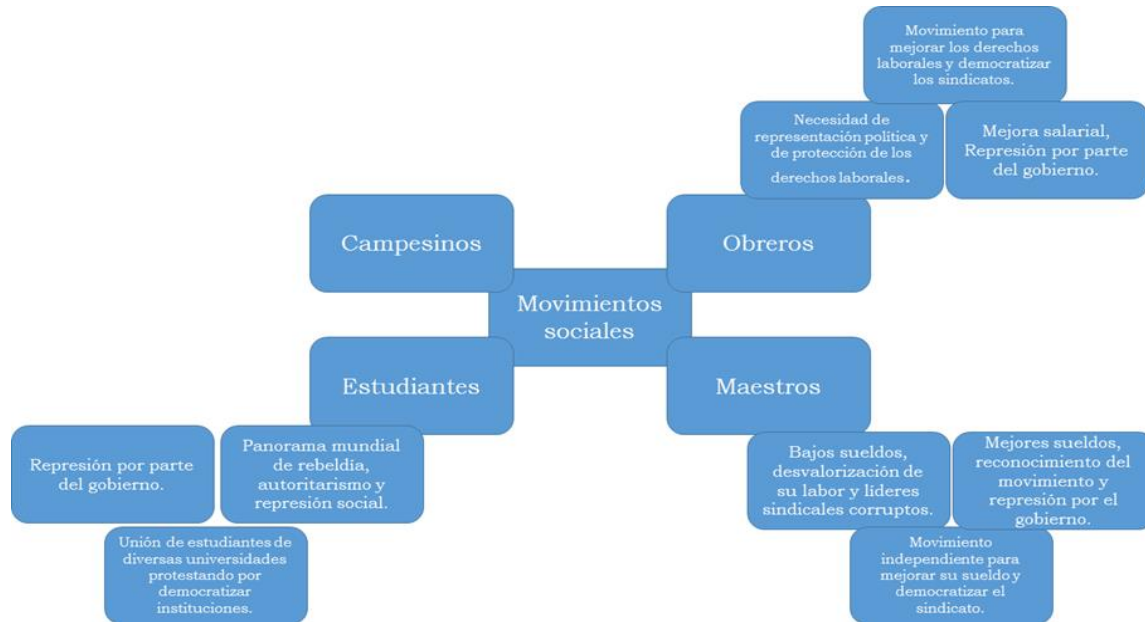 Movimiento para
mejorar los derechos
laborales y democratizar
los sindicatos.
Necesidad de
representación política y
de protección de los
derechos laborales.
Mejora salarial,
Represión por parte
del gobierno.
Campesinos
Obreros
Movimientos
sociales
Estudiantes
Maestros
Represión por parte
del gobierno.
Panorama mundial
de rebeldía,
autoritarismo y
represión social.
Unión de estudiantes de
diversas universidades
protestando por
democratizar
instituciones.
Bajos sueldos,
desvalorización de
su labor y líderes
sindicales corruptos.
Mejores sueldos,
reconocimiento del
movimiento y
represión por el
gobierno.
Movimiento
independiente para
mejorar su sueldo y
democratizar el
sindicato.